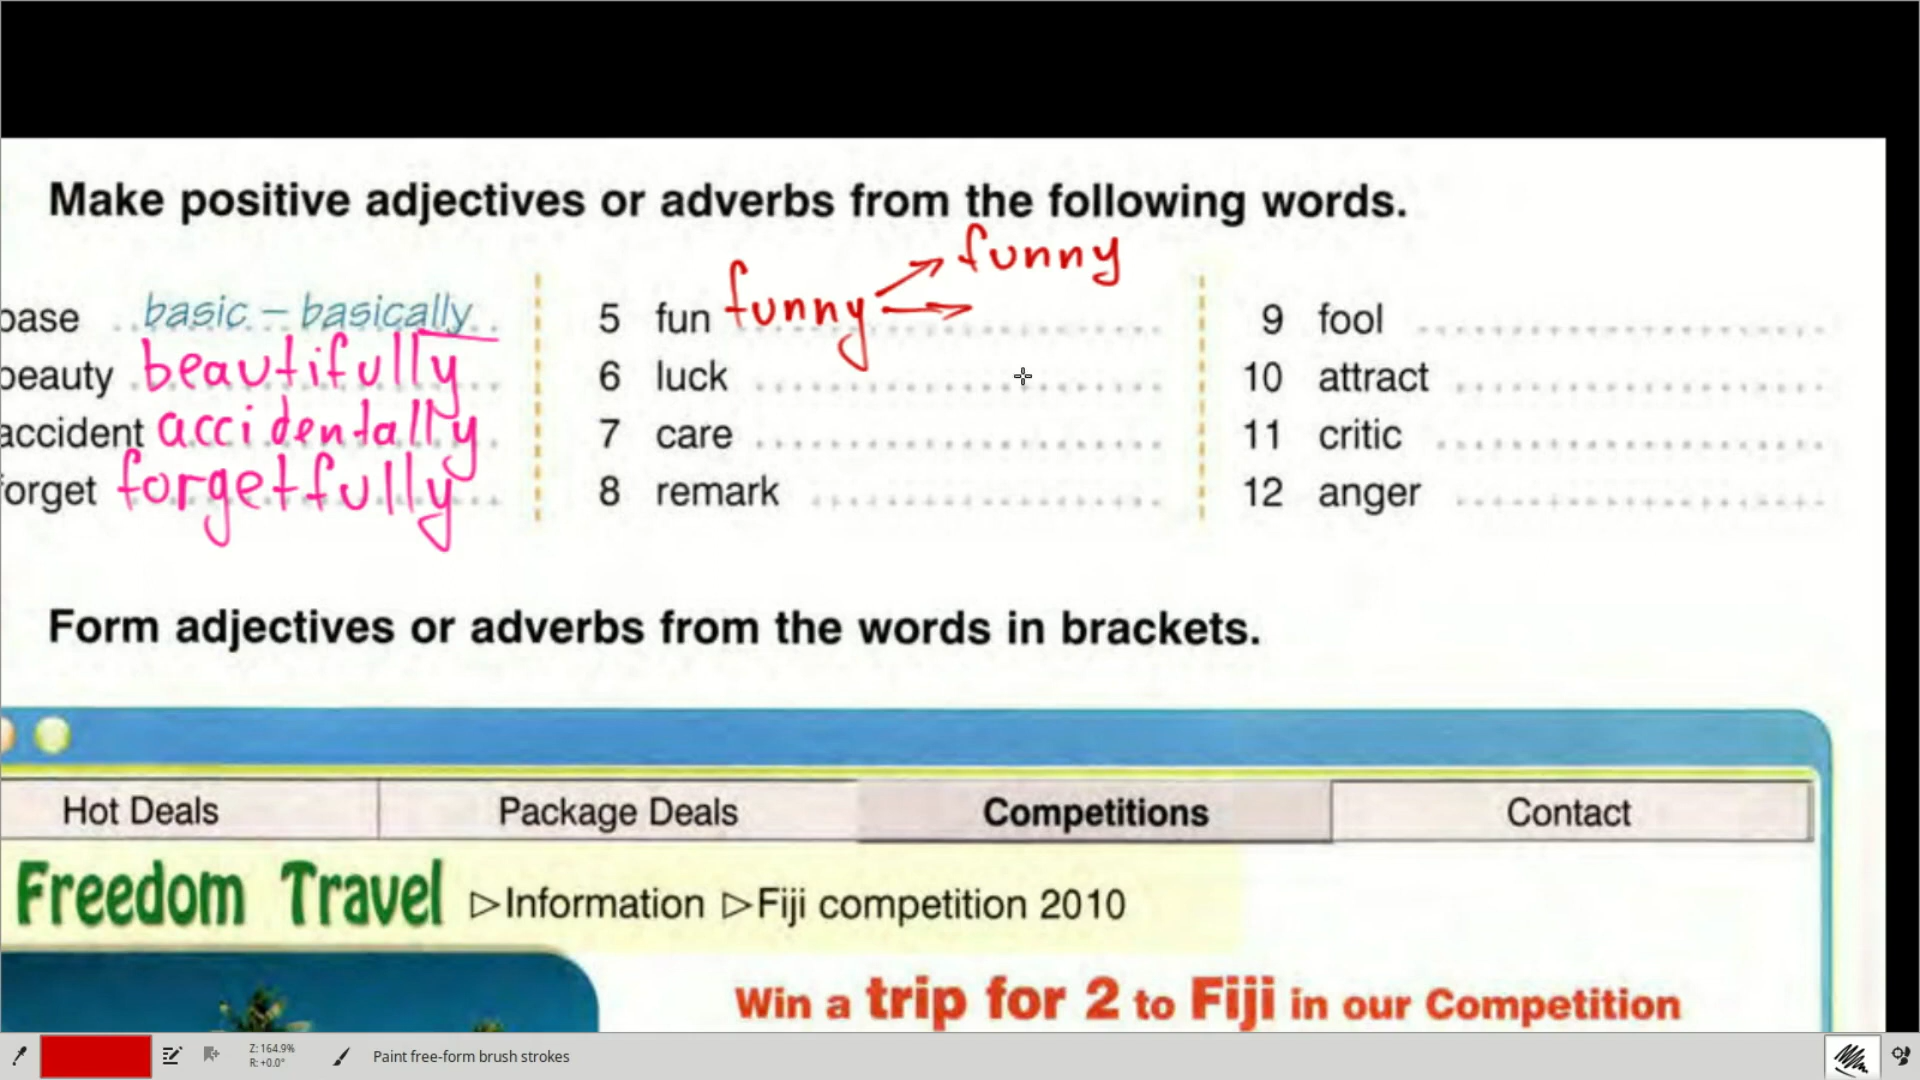 Make positive adjectives or adverbs from the following words.
base basic – basically
beauty beautifully
accident accidentally
forget forgetfully
5 fun funny funny
6 luck
7 care
8 remark
9 fool
10 attract
11 critic
12 anger
Form adjectives or adverbs from the words in brackets.
Hot Deals Package Deals Competitions Contact
Freedom Travel ▷Information ▷Fiji competition 2010
Win a trip for 2 to Fiji in our Competition
Z: 164.9%
R: +0.0°
Paint free-form brush strokes